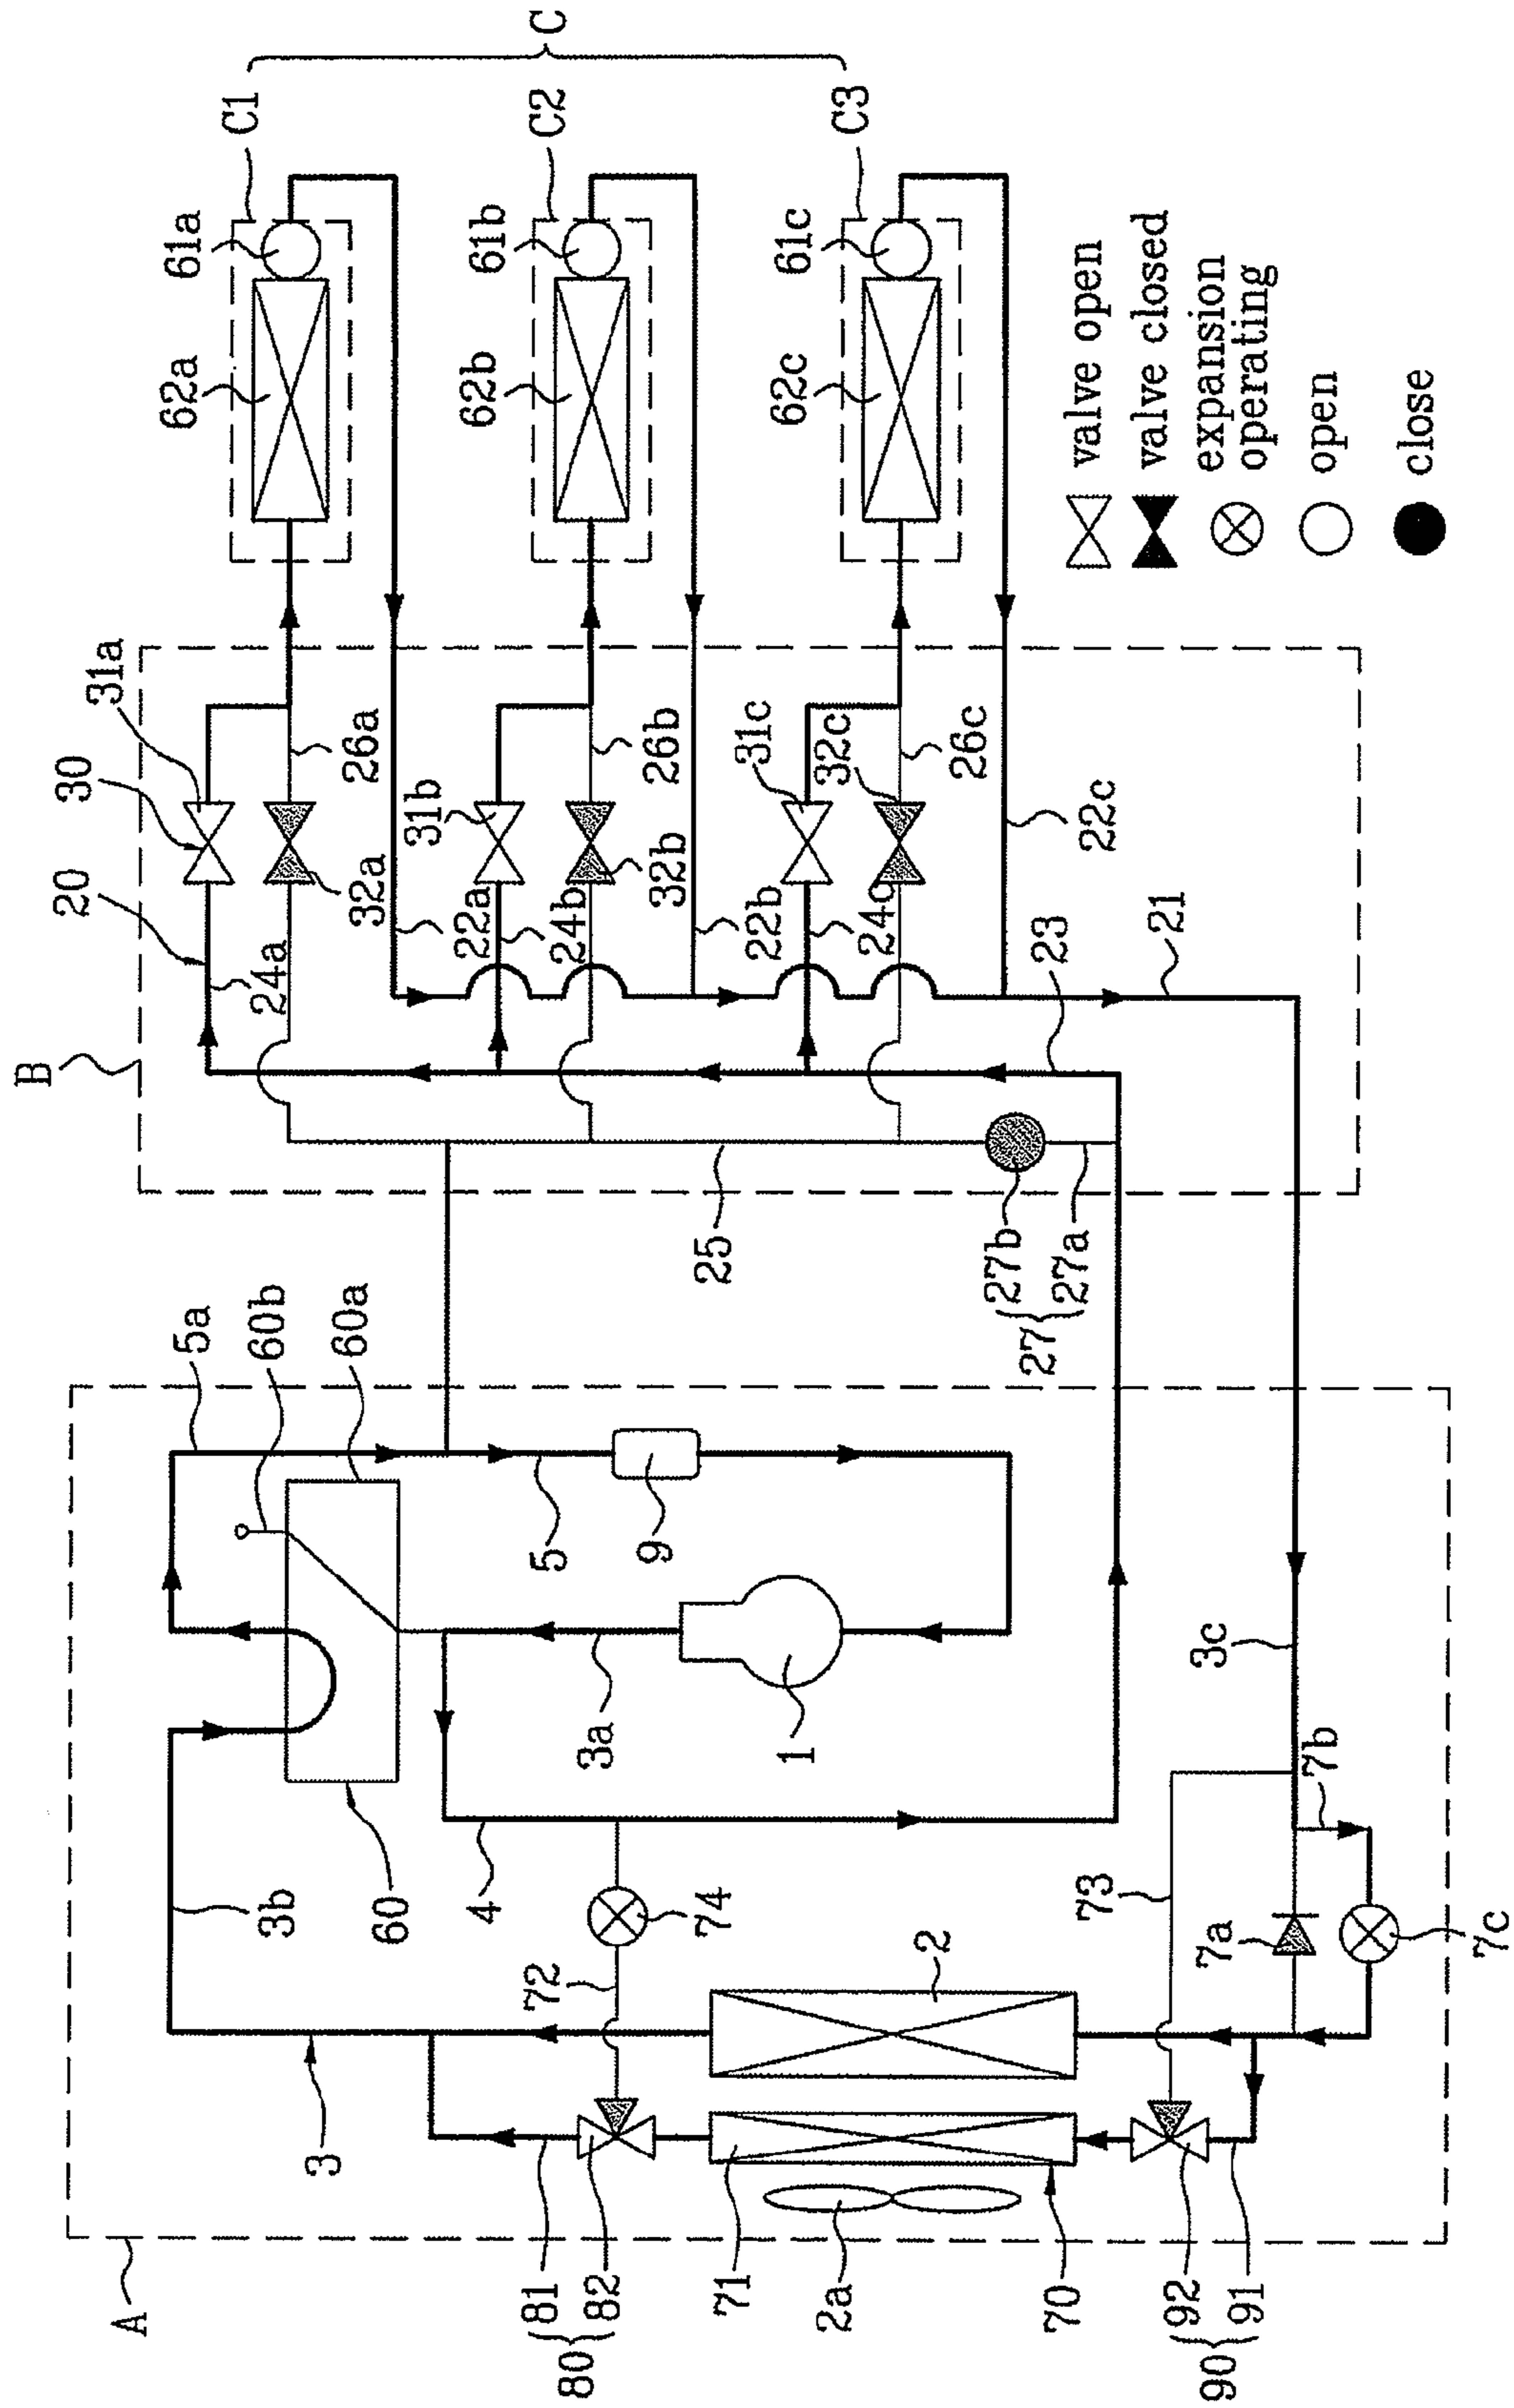 B
20
30
31a
A
5a
62a
61a
C1
3b
60b
24a
3
60a
32a
26a
60
31b
22a
4
62b
61b
81
72
5
C2
C
24b
80
82
3a
9
32b
26b
74
25
71
22b
31c
62c
61c
1
2a
32c
C3
24c
2
26c
27b
27
23
70
27a
73
22c
valve open
valve closed
21
92
3c
7a
90
expansion
operating
91
7b
open
close
7c